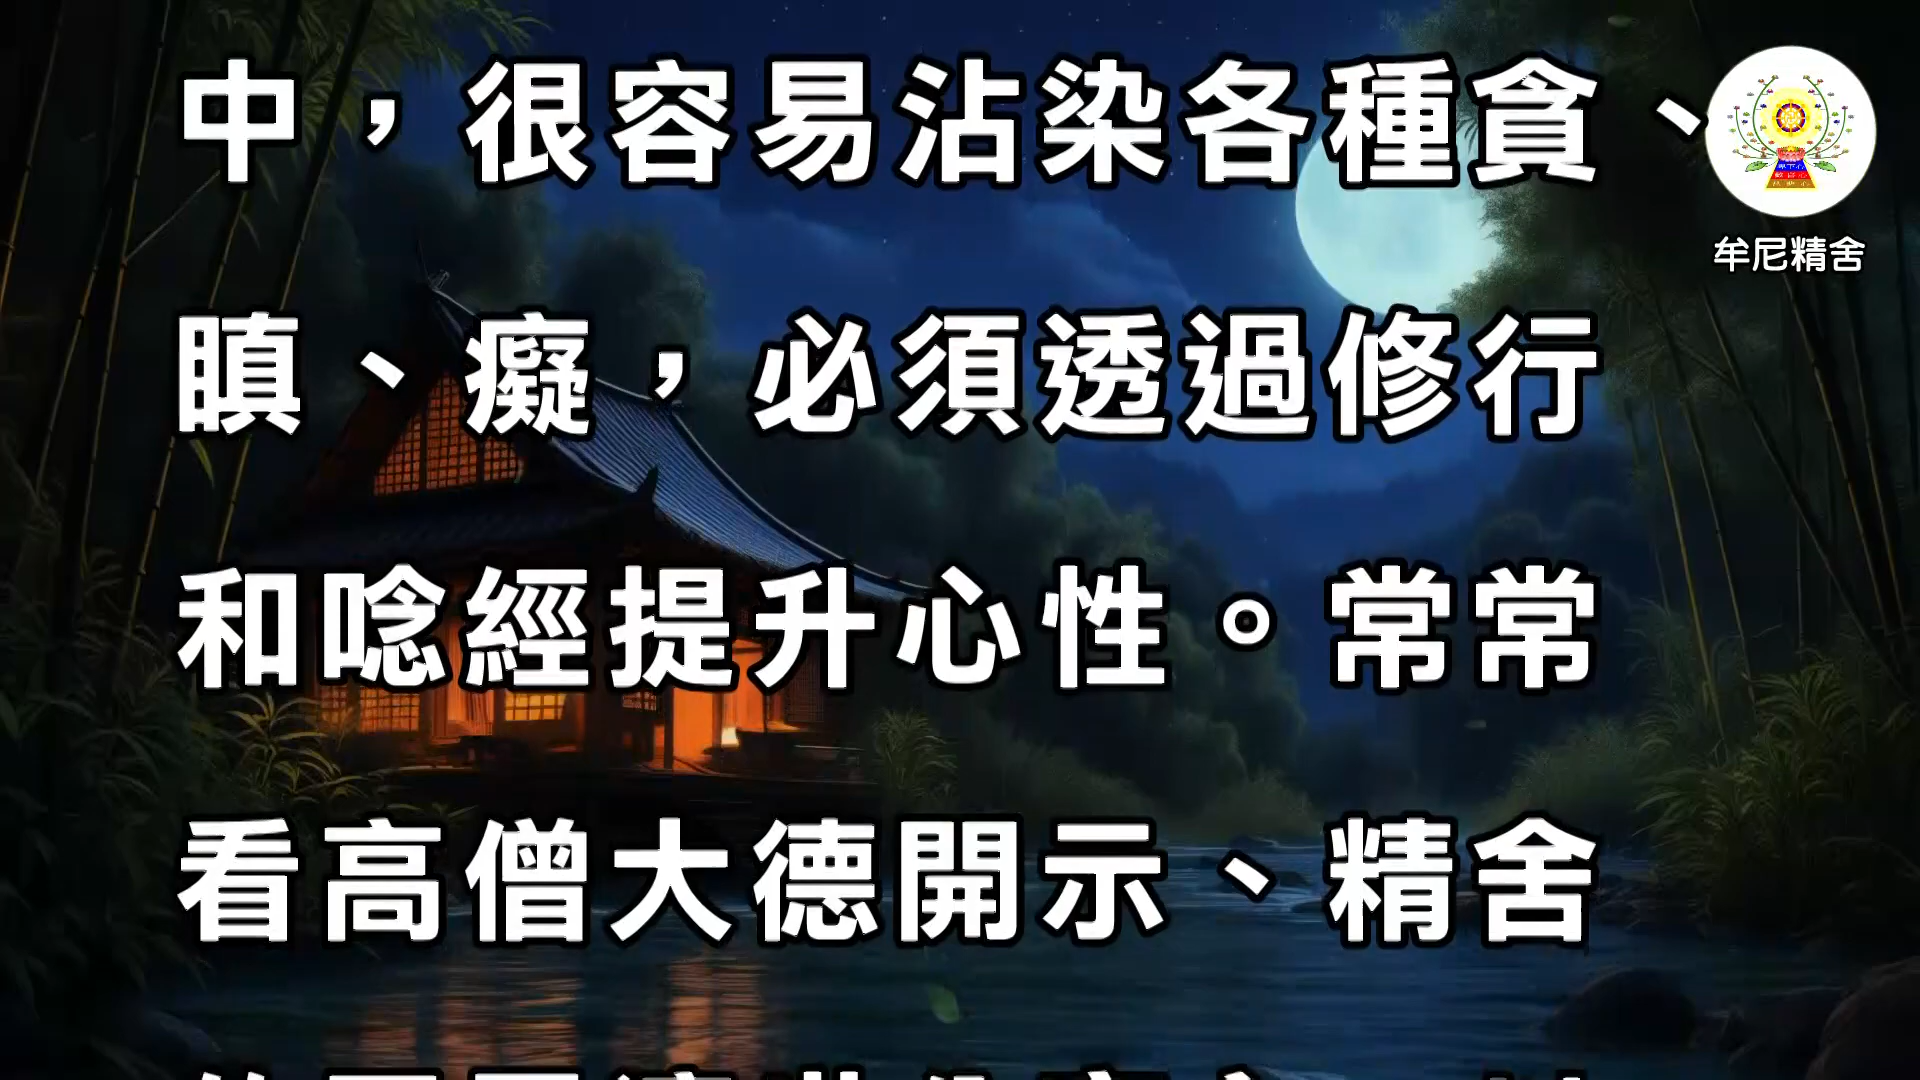 中，很容易沾染各種貪、
瞋、癡，必須透過修行
和唸經提升心性。常常
看高僧大德開示、精舍
牟尼精舍